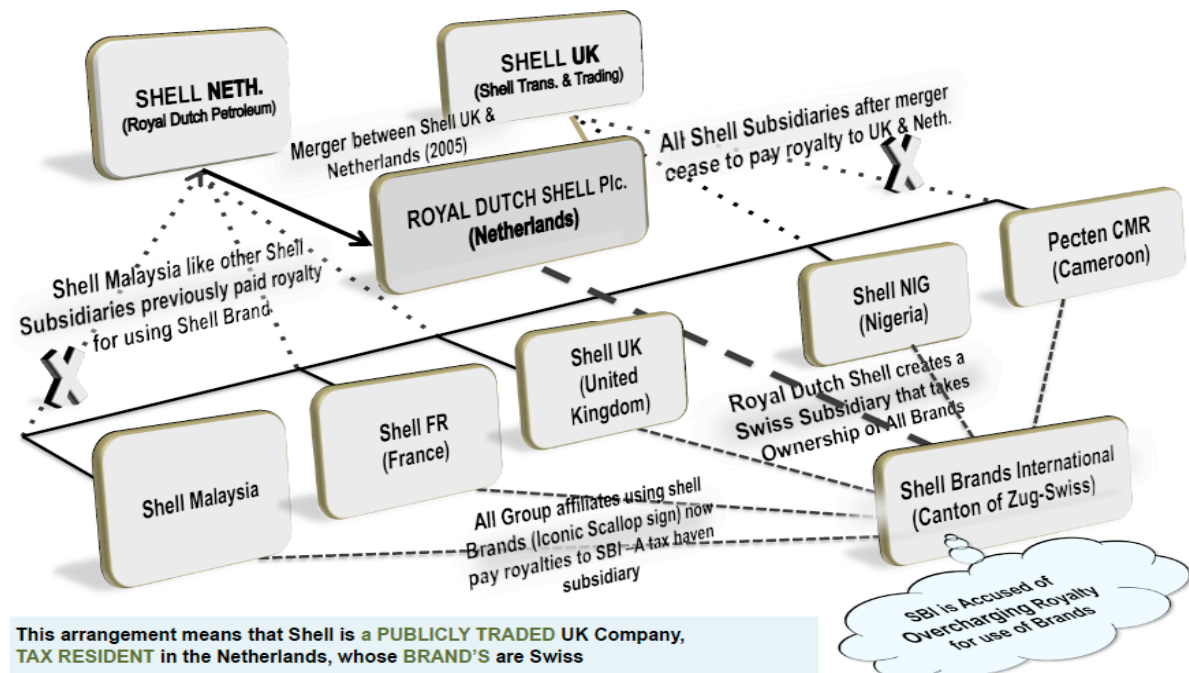 SHELL NETH.
(Royal Dutch Petroleum)
SHELL UK
(Shell Trans. & Trading)
Merger between Shell UK &
Netherlands (2005)
All Shell Subsidiaries after merger
cease to pay royalty to UK & Neth.
X
ROYAL DUTCH SHELL Plc.
(Netherlands)
Pecten CMR
(Cameroon)
Shell Malaysia like other Shell
Subsidiaries previously paid royalty
for using Shell Brand
X
Shell NIG
(Nigeria)
Shell UK
(United
Kingdom)
Royal Dutch Shell creates a
Swiss Subsidiary that takes
Ownership of All Brands
Shell FR
(France)
Shell Malaysia
Shell Brands International
(Canton of Zug-Swiss)
All Group affiliates using shell
Brands (Iconic Scallop sign) now
pay royalties to SBI –A tax haven
subsidiary
SBI is Accused of
Overcharging Royalty
for use of Brands
This arrangement means that Shell is a PUBLICLY TRADED UK Company,
TAX RESIDENT in the Netherlands, whose BRAND'S are Swiss